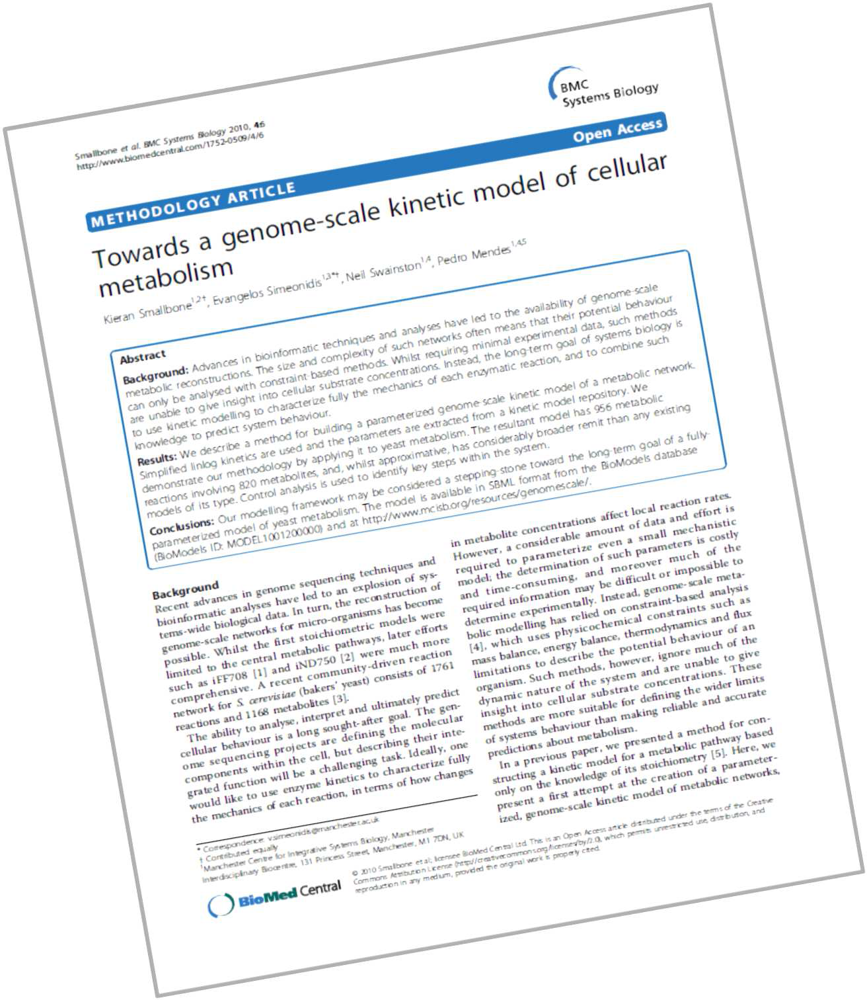 Smallbone et al. BMC Systems Biology 2010, 4:6
http://www.biomedcentral.com/1752-0509/4/6
BMC
Systems Biology
METHODOLOGY ARTICLE
Open Access
Towards a genome-scale kinetic model of cellular
metabolism
Kieran Smallbone1,2†, Evangelos Simeonidis1,3*†, Neil Swainston1,4, Pedro Mendes1,4,5
Abstract
Background: Advances in bioinformatic techniques and analyses have led to the availability of genome-scale
metabolic reconstructions. The size and complexity of such networks often means that their potential behaviour
can only be analysed with constraint-based methods. Whilst requiring minimal experimental data, such methods
are unable to give insight into cellular substrate concentrations. Instead, the long-term goal of systems biology is
to use kinetic modelling to characterize fully the mechanics of each enzymatic reaction, and to combine such
knowledge to predict system behaviour.
Results: We describe a method for building a parameterized genome-scale kinetic model of a metabolic network.
Simplified linlog kinetics are used and the parameters are extracted from a kinetic model repository. We
demonstrate our methodology by applying it to yeast metabolism. The resultant model has 956 metabolic
reactions involving 820 metabolites, and, whilst approximative, has considerably broader remit than any existing
models of its type. Control analysis is used to identify key steps within the system.
Conclusions: Our modelling framework may be considered a stepping-stone toward the long-term goal of a fully-
parameterized model of yeast metabolism. The model is available in SBML format from the BioModels database
(BioModels ID: MODEL1001200000) and at http://www.mcisb.org/resources/genomescale/.
Background
Recent advances in genome sequencing techniques and
bioinformatic analyses have led to an explosion of sys-
tems-wide biological data. In turn, the reconstruction of
genome-scale networks for micro-organisms has become
possible. Whilst the first stoichiometric models were
limited to the central metabolic pathways, later efforts
such as iFF708 [1] and iND750 [2] were much more
comprehensive. A recent community-driven reaction
network for S. cerevisiae (bakers' yeast) consists of 1761
reactions and 1168 metabolites [3].
The ability to analyse, interpret and ultimately predict
cellular behaviour is a long sought-after goal. The gen-
ome sequencing projects are defining the molecular
components within the cell, but describing their inte-
grated function will be a challenging task. Ideally, one
would like to use enzyme kinetics to characterize fully
the mechanics of each reaction, in terms of how changes
in metabolite concentrations affect local reaction rates.
However, a considerable amount of data and effort is
required to parameterize even a small mechanistic
model; the determination of such parameters is costly
and time-consuming, and moreover much of the
required information may be difficult or impossible to
determine experimentally. Instead, genome-scale meta-
bolic modelling has relied on constraint-based analysis
[4], which uses physicochemical constraints such as
mass balance, energy balance, thermodynamics and flux
limitations to describe the potential behaviour of an
organism. Such methods, however, ignore much of the
dynamic nature of the system and are unable to give
insight into cellular substrate concentrations. These
methods are more suitable for defining the wider limits
of systems behaviour than making reliable and accurate
predictions about metabolism.
In a previous paper, we presented a method for con-
structing a kinetic model for a metabolic pathway based
only on the knowledge of its stoichiometry [5]. Here, we
present a first attempt at the creation of a parameter-
ized, genome-scale kinetic model of metabolic networks,
* Correspondence: v.simeonidis@manchester.ac.uk
† Contributed equally
1Manchester Centre for Integrative Systems Biology, Manchester
Interdisciplinary Biocentre, 131 Princess Street, Manchester, M1 7DN, UK
BioMed Central
© 2010 Smallbone et al; licensee BioMed Central Ltd. This is an Open Access article distributed under the terms of the Creative
Commons Attribution License (http://creativecommons.org/licenses/by/2.0), which permits unrestricted use, distribution, and
reproduction in any medium, provided the original work is properly cited.